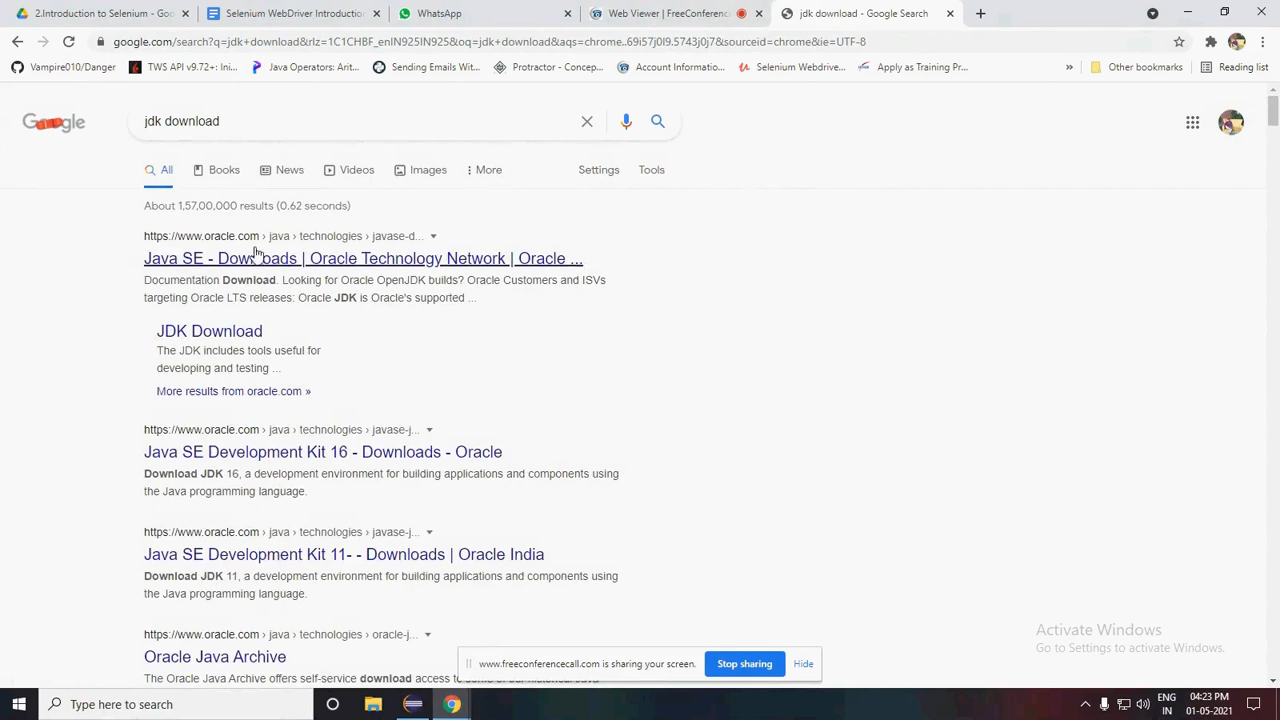 2.Introduction to Selenium - Goo
Selenium WebDriver Introduction
WhatsApp
Web Viewer | FreeConference
jdk download - Google Search
google.com/search?q=jdk+download&rlz=1C1CHBF_enIN925IN925&oq=jdk+download&aqs=chrome..69i57j0l9.5743j0j7&sourceid=chrome&ie=UTF-8
Vampire010/Danger
TWS API v9.72+: Ini...
Java Operators: Arit...
Sending Emails Wit...
Protractor - Concep...
Account Informatio...
Selenium Webdrive...
Apply as Training Pr...
»
Other bookmarks
Reading list
Google
jdk download
All
Books
News
Videos
Images
More
Settings
Tools
About 1,57,00,000 results (0.62 seconds)
https://www.oracle.com › java › technologies › javase-d...
Java SE - Downloads | Oracle Technology Network | Oracle ...
Documentation Download. Looking for Oracle OpenJDK builds? Oracle Customers and ISVs
targeting Oracle LTS releases: Oracle JDK is Oracle's supported ...
JDK Download
The JDK includes tools useful for
developing and testing ...
More results from oracle.com »
https://www.oracle.com › java › technologies › javase-j...
Java SE Development Kit 16 - Downloads - Oracle
Download JDK 16, a development environment for building applications and components using
the Java programming language.
https://www.oracle.com › java › technologies › javase-j...
Java SE Development Kit 11- - Downloads | Oracle India
Download JDK 11, a development environment for building applications and components using
the Java programming language.
https://www.oracle.com › java › technologies › oracle-j...
Oracle Java Archive
The Oracle Java Archive offers self-service download access to some of our historical Java
Activate Windows
Go to Settings to activate Windows.
www.freeconferencecall.com is sharing your screen.
Stop sharing
Hide
Type here to search
ENG
IN
04:23 PM
01-05-2021